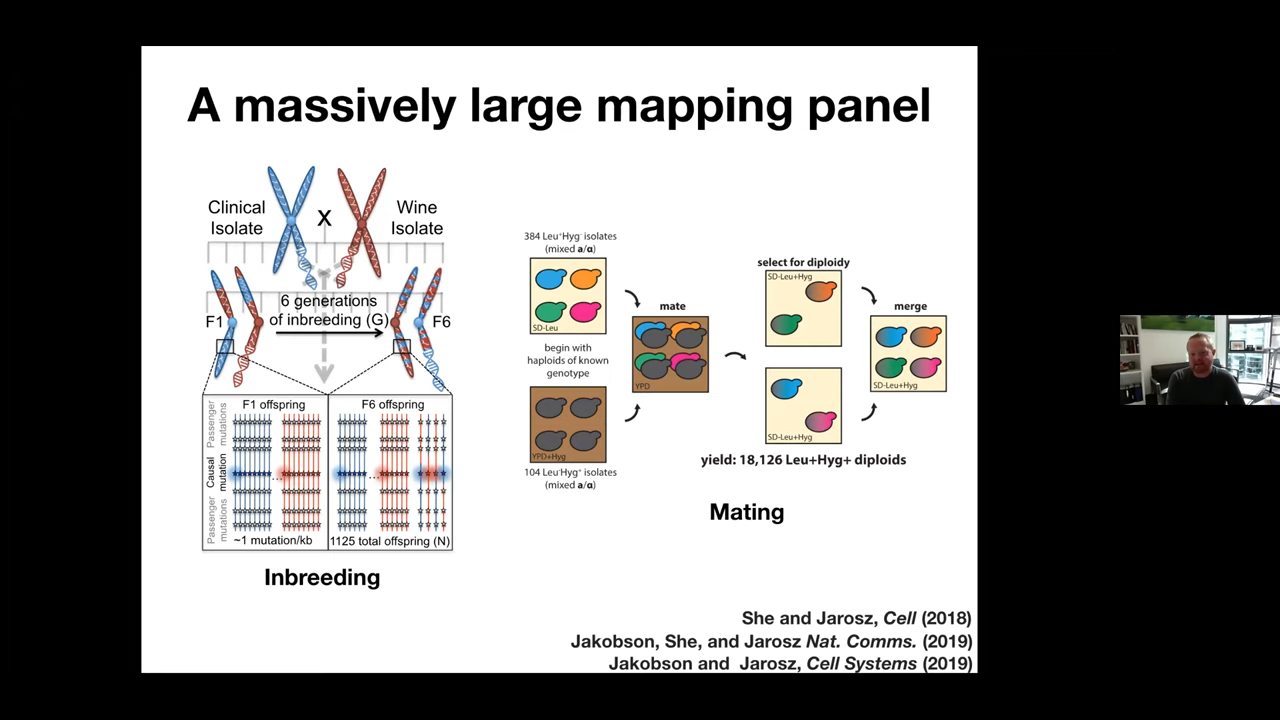 A massively large mapping panel
Clinical
Isolate
X
Wine
Isolate
6 generations
of inbreeding (G)
F1
F6
F1 offspring
F6 offspring
Passenger
mutations
Causal
mutation
Passenger
mutations
...
...
~1 mutation/kb
1125 total offspring (N)
Inbreeding
384 Leu⁺Hyg⁻ isolates
(mixed a/α)
SD-Leu
begin with
haploids of known
genotype
YPD+Hyg
104 Leu⁻Hyg⁺ isolates
(mixed a/α)
mate
YPD
select for diploidy
SD-Leu+Hyg
SD-Leu+Hyg
merge
SD-Leu+Hyg
yield: 18,126 Leu+Hyg+ diploids
Mating
She and Jarosz, Cell (2018)
Jakobson, She, and Jarosz Nat. Comms. (2019)
Jakobson and Jarosz, Cell Systems (2019)